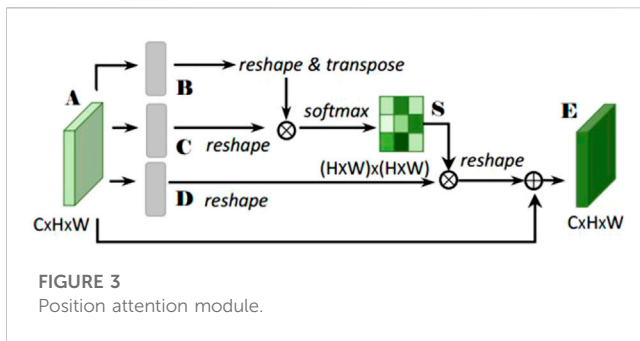 B
reshape & transpose
A
softmax
S
E
C
reshape
(HxW)x(HxW)
reshape
D
reshape
CxHxW
CxHxW
FIGURE 3
Position attention module.